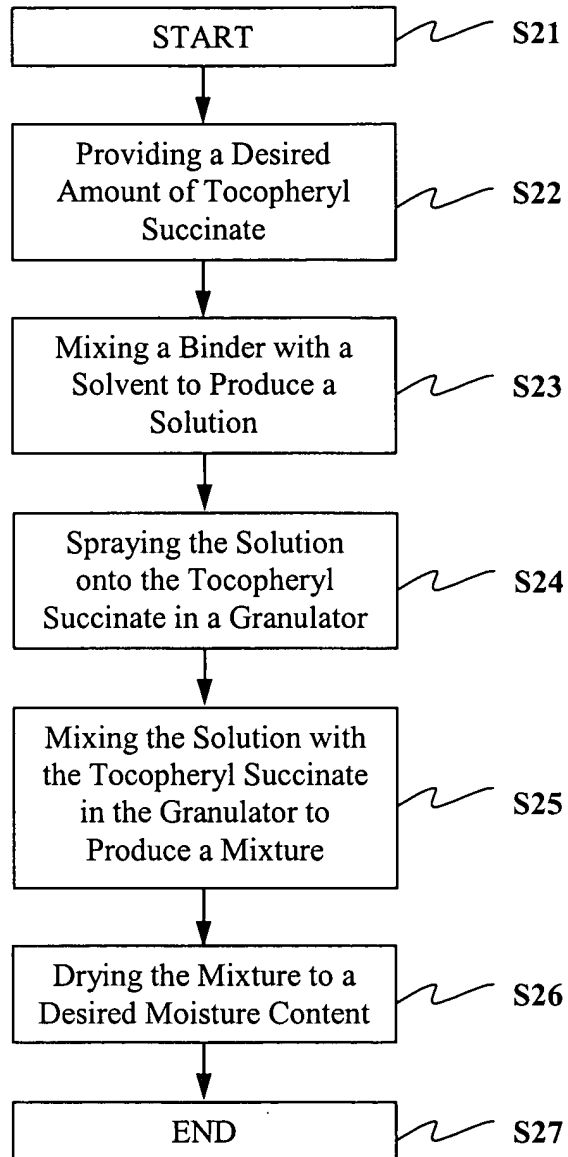 START
S21
Providing a Desired
Amount of Tocopheryl
Succinate
S22
Mixing a Binder with a
Solvent to Produce a
Solution
S23
Spraying the Solution
onto the Tocopheryl
Succinate in a Granulator
S24
Mixing the Solution with
the Tocopheryl Succinate
in the Granulator to
Produce a Mixture
S25
Drying the Mixture to a
Desired Moisture Content
S26
END
S27